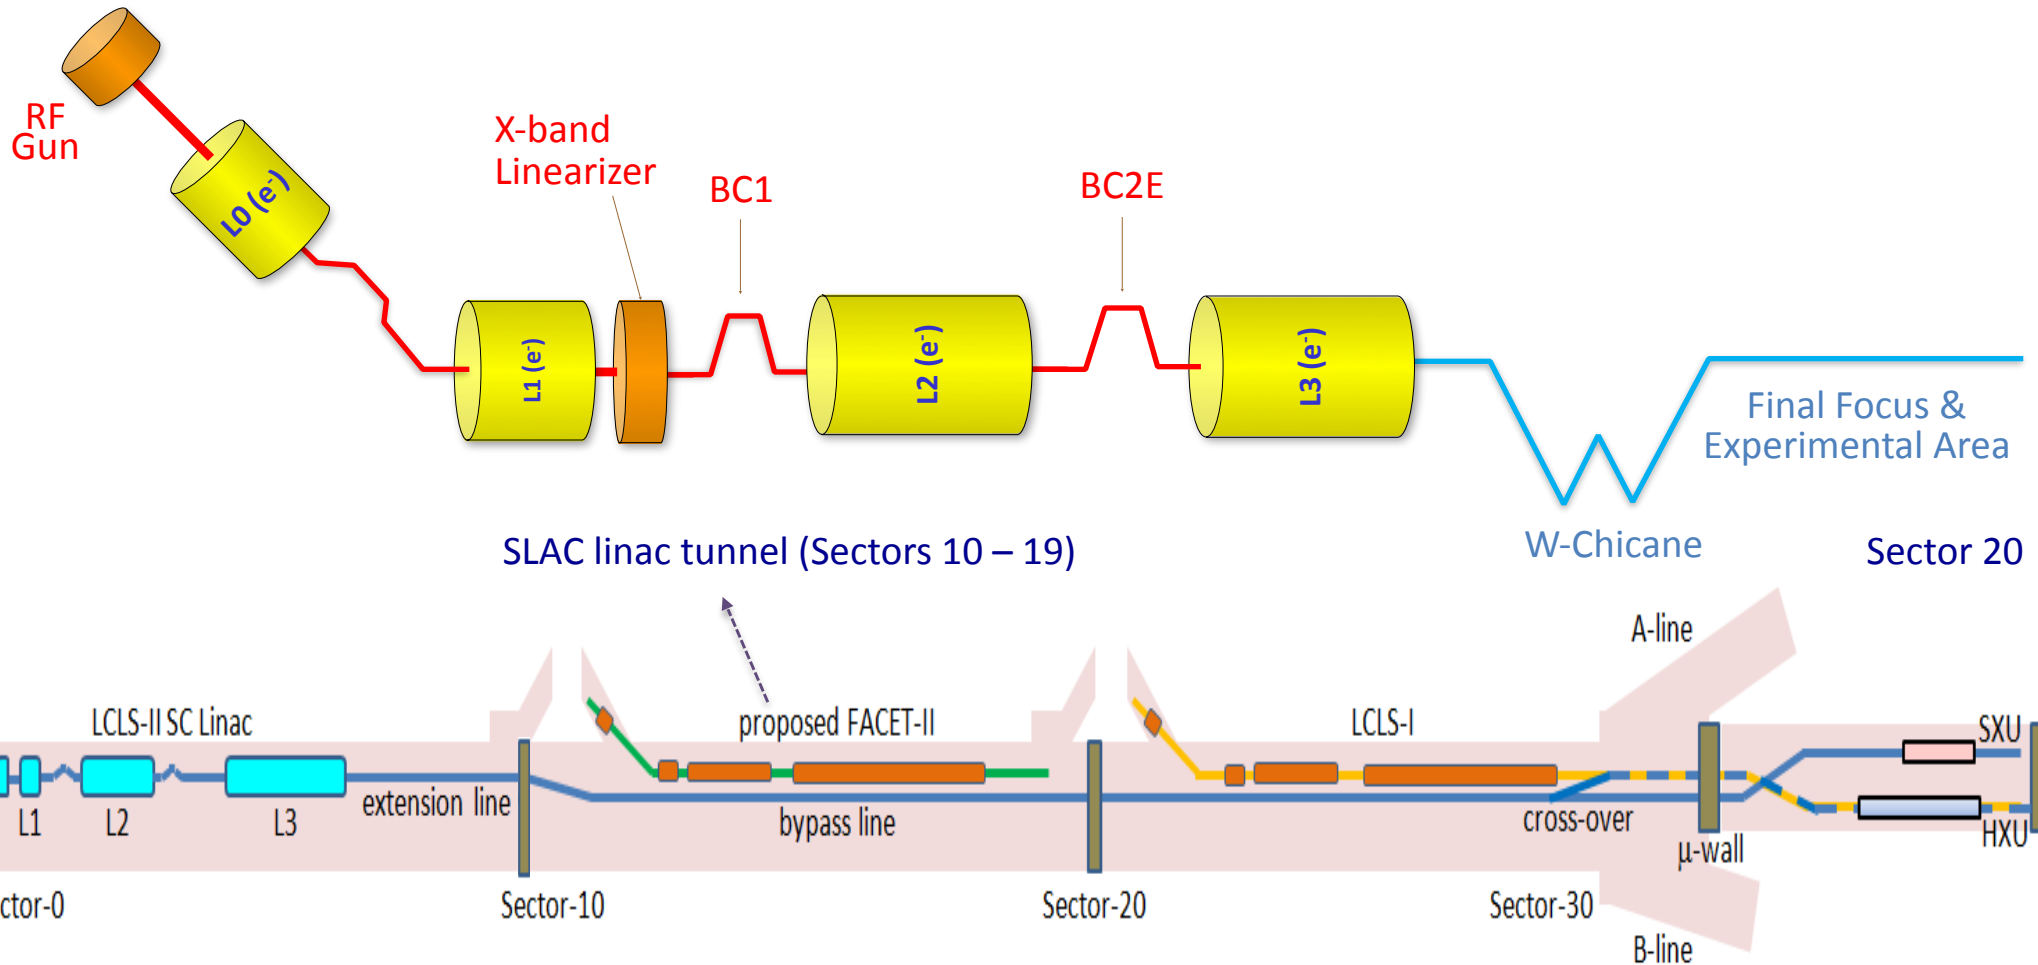 RF
Gun
L0 (e-)
X-band
Linearizer
BC1
BC2E
L1 (e-)
L2 (e-)
L3 (e-)
Final Focus &
Experimental Area
W-Chicane
SLAC linac tunnel (Sectors 10 – 19)
Sector 20
A-line
LCLS-II SC Linac
proposed FACET-II
LCLS-I
SXU
L1
L2
L3
extension line
bypass line
cross-over
μ-wall
HXU
ctor-0
Sector-10
Sector-20
Sector-30
B-line